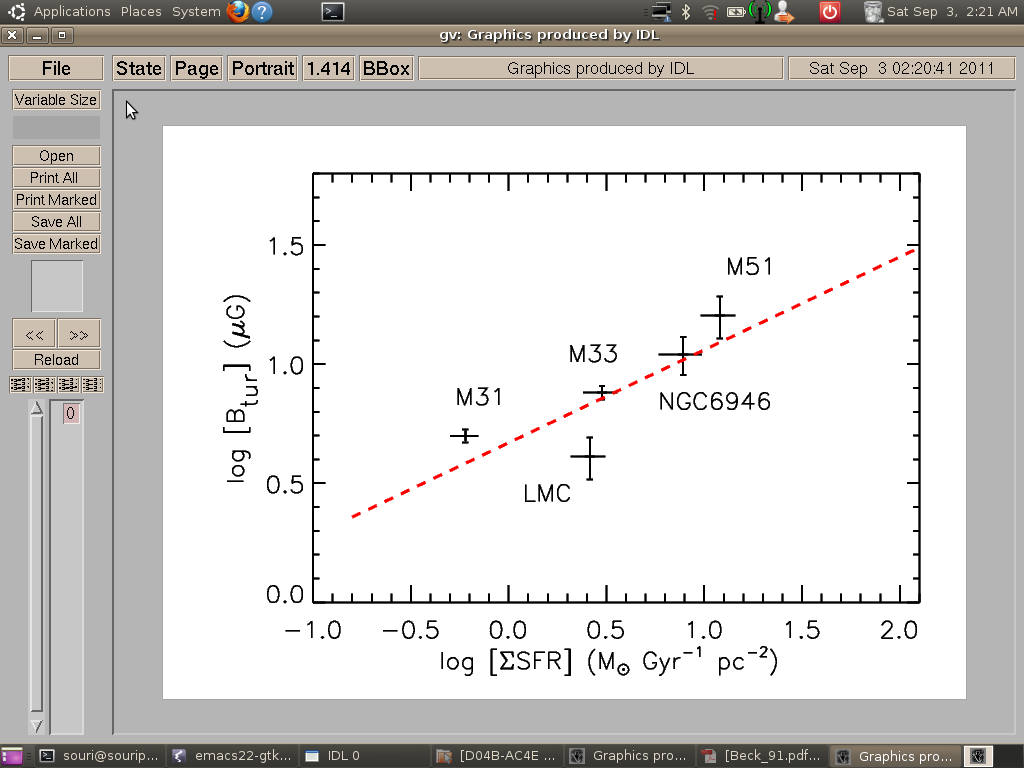 Applications Places System Sat Sep 3, 2:21 AM
gv: Graphics produced by IDL
File State Page Portrait 1.414 BBox Graphics produced by IDL Sat Sep 3 02:20:41 2011
Variable Size
Open
Print All
Print Marked
Save All
Save Marked
<< >>
Reload
0
1.5
1.0
0.5
0.0
log [B_tur] (μG)
M51
M33
M31
NGC6946
LMC
−1.0 −0.5 0.0 0.5 1.0 1.5 2.0
log [ΣSFR] (M⊙ Gyr⁻¹ pc⁻²)
souri@sourip... emacs22-gtk... IDL 0 [D04B-AC4E ... Graphics pro... [Beck_91.pdf... Graphics pro...